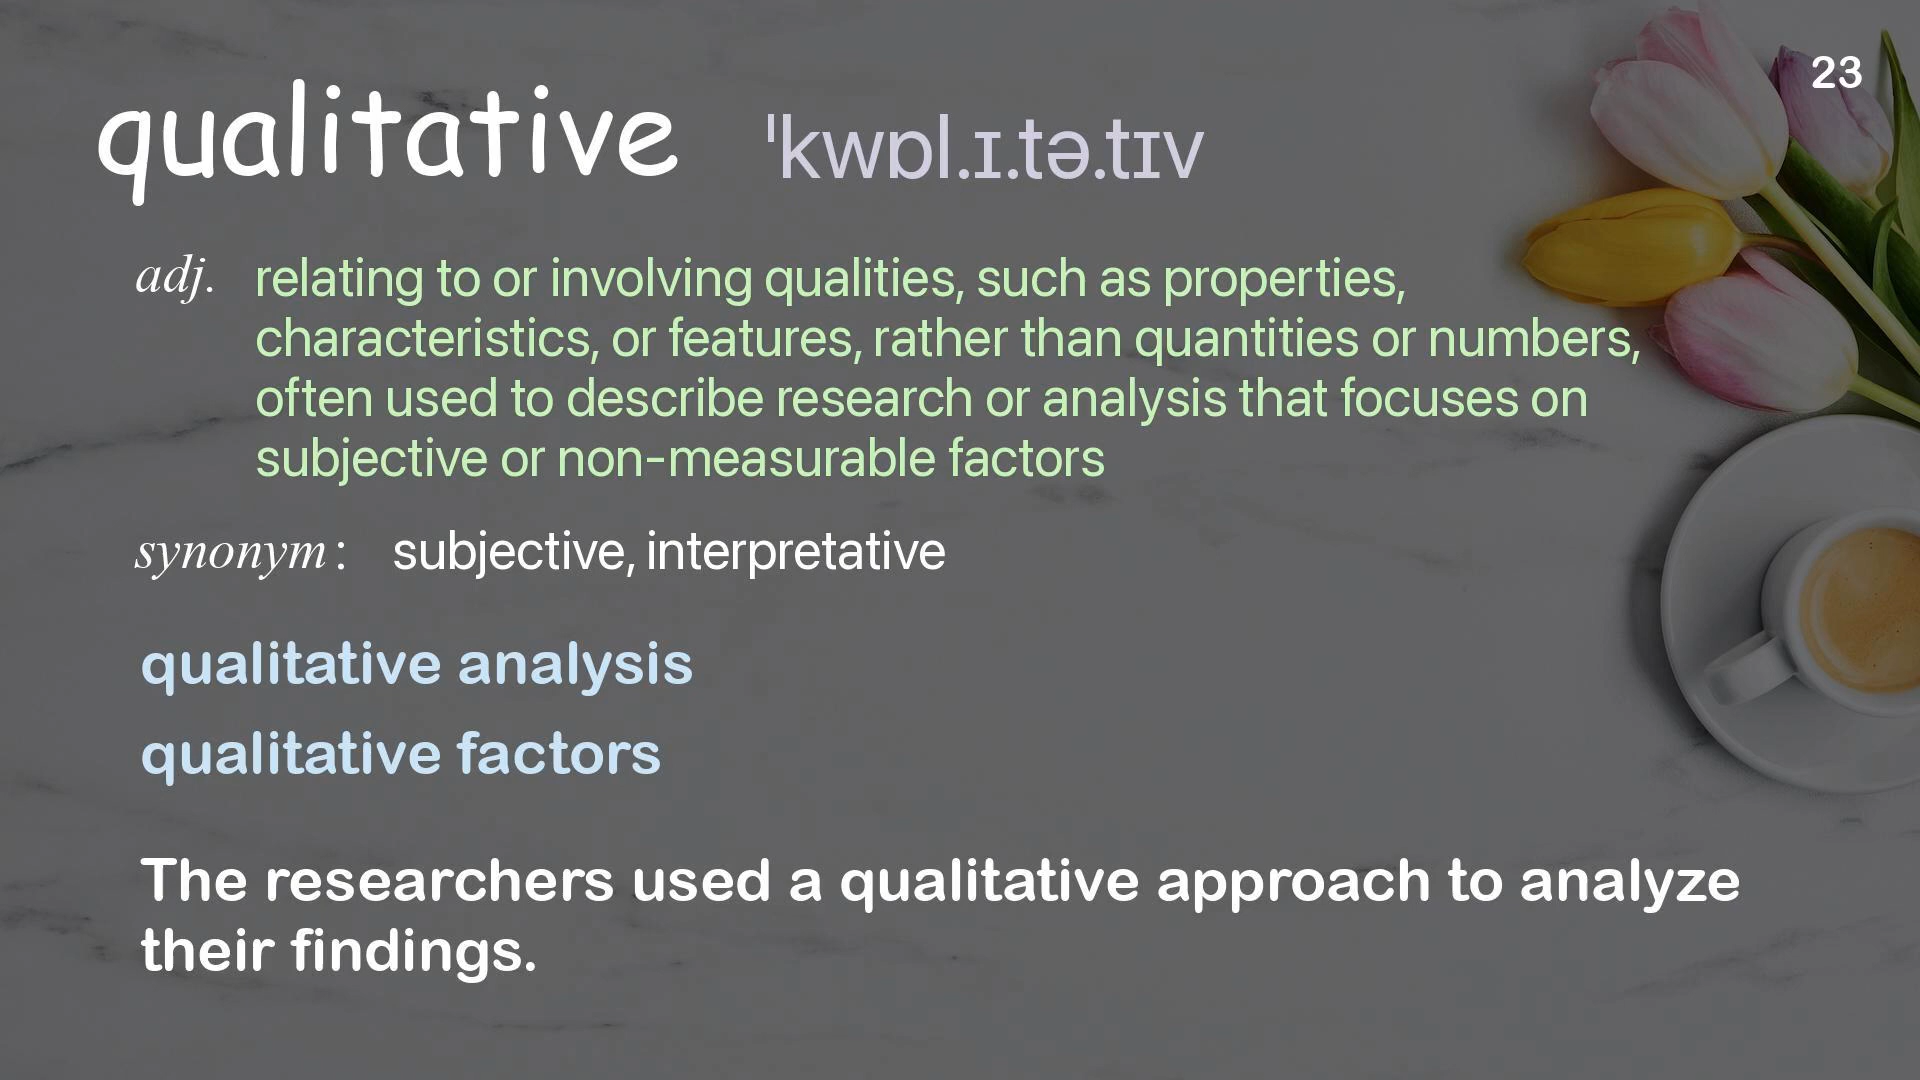 23
qualitative ˈkwɒl.ɪ.tə.tɪv
adj. relating to or involving qualities, such as properties,
characteristics, or features, rather than quantities or numbers,
often used to describe research or analysis that focuses on
subjective or non-measurable factors
synonym: subjective, interpretative
qualitative analysis
qualitative factors
The researchers used a qualitative approach to analyze
their findings.